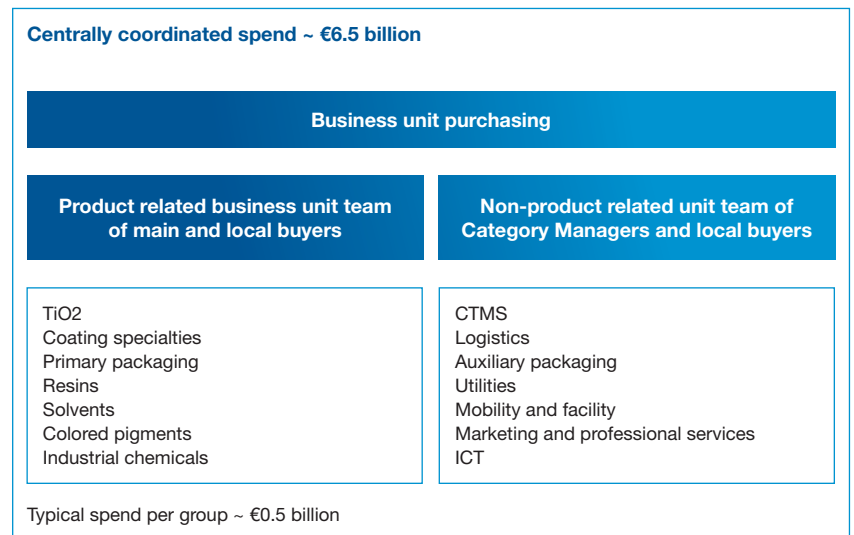 Centrally coordinated spend ~ €6.5 billion
Business unit purchasing
Product related business unit team
of main and local buyers
Non-product related unit team of
Category Managers and local buyers
TiO2
Coating specialties
Primary packaging
Resins
Solvents
Colored pigments
Industrial chemicals
CTMS
Logistics
Auxiliary packaging
Utilities
Mobility and facility
Marketing and professional services
ICT
Typical spend per group ~ €0.5 billion